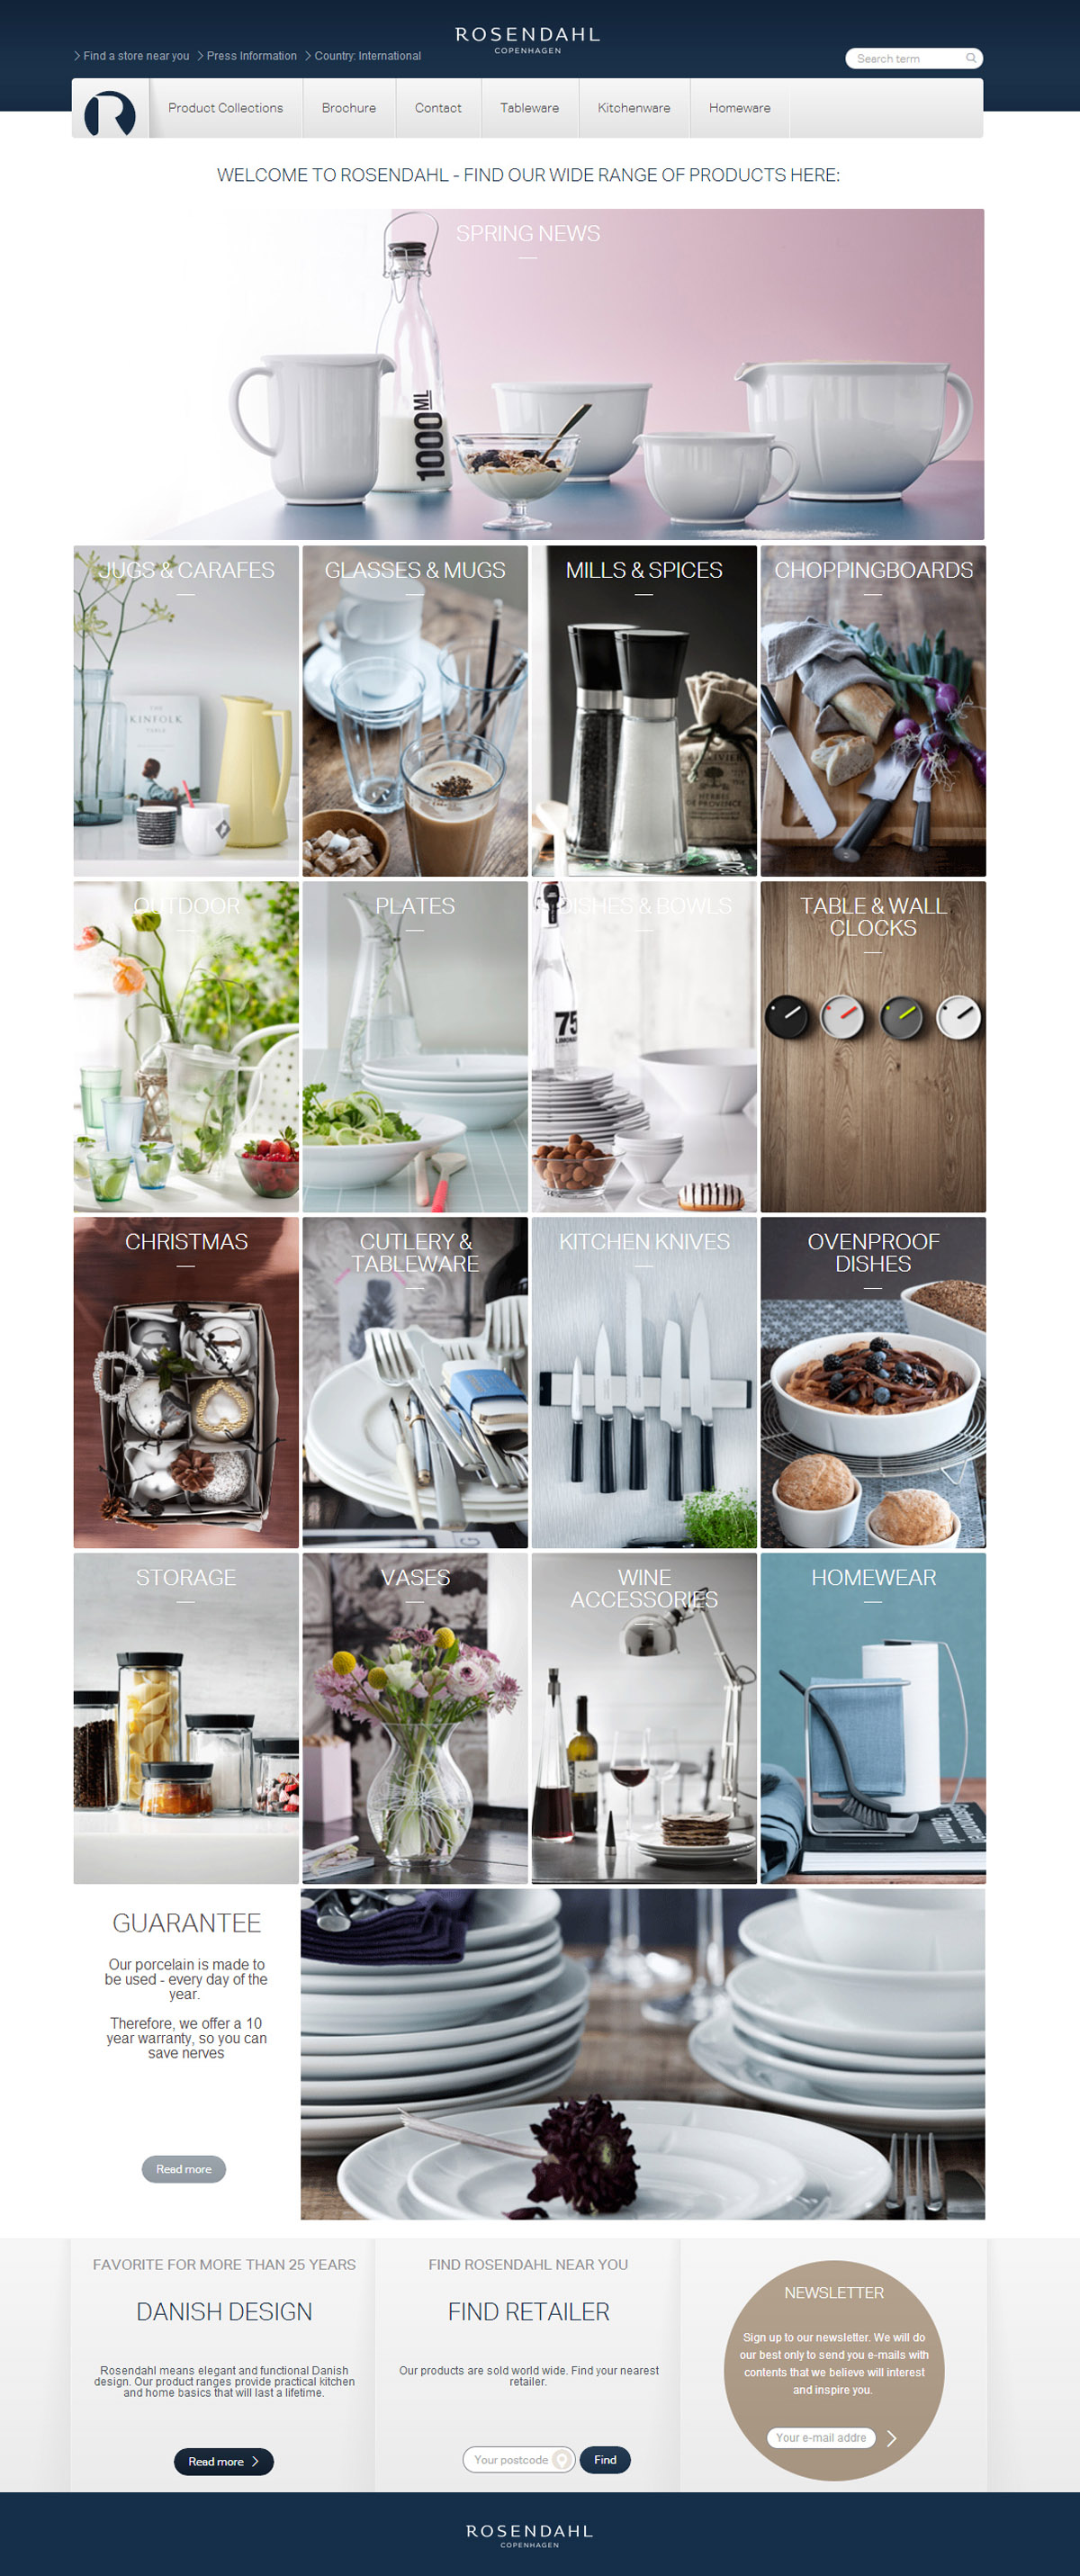 ROSENDAHL
COPENHAGEN
Find a store near you
Press Information
Country: International
Search term
R
Product Collections
Brochure
Contact
Tableware
Kitchenware
Homeware
WELCOME TO ROSENDAHL - FIND OUR WIDE RANGE OF PRODUCTS HERE:
SPRING NEWS
1000 ML
JUGS & CARAFES
KINFOLK
TABLE
GLASSES & MUGS
MILLS & SPICES
HERBES
DE PROVENCE
CHOPPINGBOARDS
OUTDOOR
PLATES
DISHES & BOWLS
75
TABLE & WALL
CLOCKS
CHRISTMAS
CUTLERY &
TABLEWARE
KITCHEN KNIVES
OVENPROOF
DISHES
STORAGE
VASES
WINE
ACCESSORIES
HOMEWEAR
GUARANTEE
Our porcelain is made to
be used - every day of the
year.
Therefore, we offer a 10
year warranty, so you can
save nerves
Read more
FAVORITE FOR MORE THAN 25 YEARS
DANISH DESIGN
Rosendahl means elegant and functional Danish
design. Our product ranges provide practical kitchen
and home basics that will last a lifetime.
Read more
FIND ROSENDAHL NEAR YOU
FIND RETAILER
Our products are sold world wide. Find your nearest
retailer.
Your postcode
Find
NEWSLETTER
Sign up to our newsletter. We will do
our best only to send you e-mails with
contents that we believe will interest
and inspire you.
Your e-mail addre
ROSENDAHL
COPENHAGEN